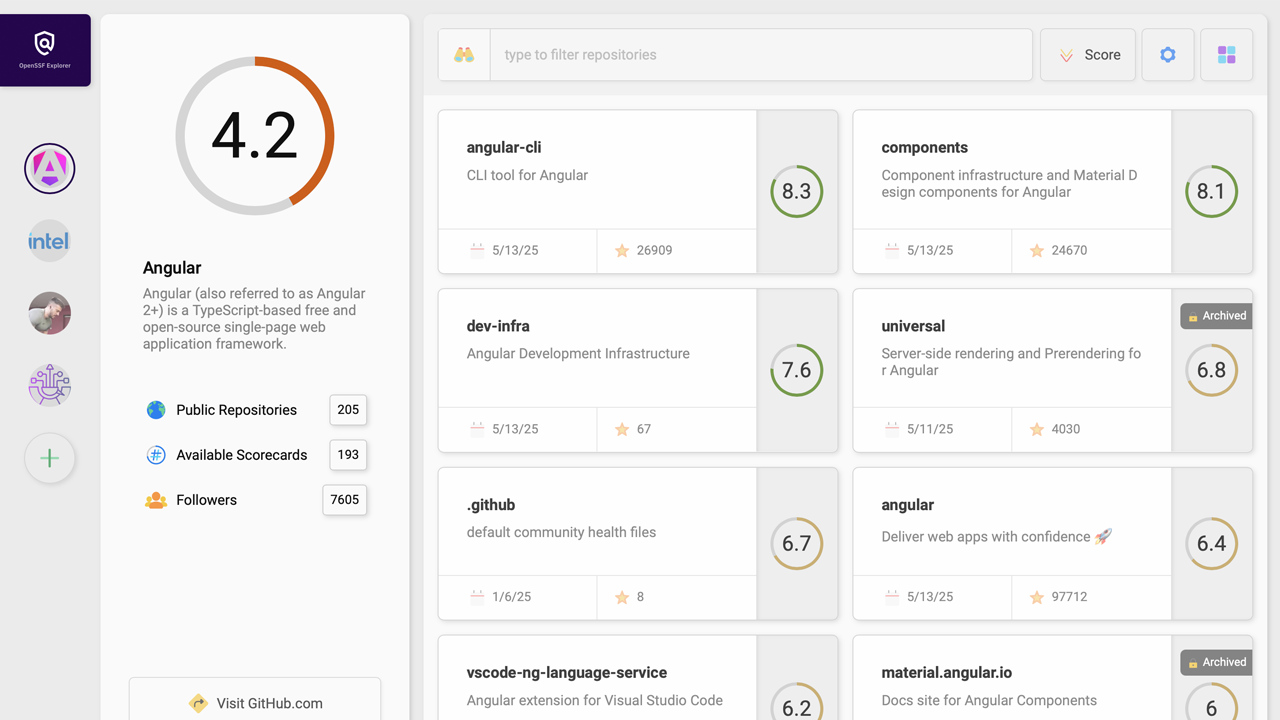 OpenSSF Explorer
intel
4.2
Angular
Angular (also referred to as Angular
2+) is a TypeScript-based free and
open-source single-page web
application framework.
Public Repositories 205
Available Scorecards 193
Followers 7605
Visit GitHub.com
type to filter repositories
Score
angular-cli
CLI tool for Angular
8.3
5/13/25
26909
components
Component infrastructure and Material D
esign components for Angular
8.1
5/13/25
24670
dev-infra
Angular Development Infrastructure
7.6
5/13/25
67
universal
Server-side rendering and Prerendering fo
r Angular
Archived
6.8
5/11/25
4030
.github
default community health files
6.7
1/6/25
8
angular
Deliver web apps with confidence 🚀
6.4
5/13/25
97712
vscode-ng-language-service
Angular extension for Visual Studio Code
6.2
material.angular.io
Docs site for Angular Components
Archived
6